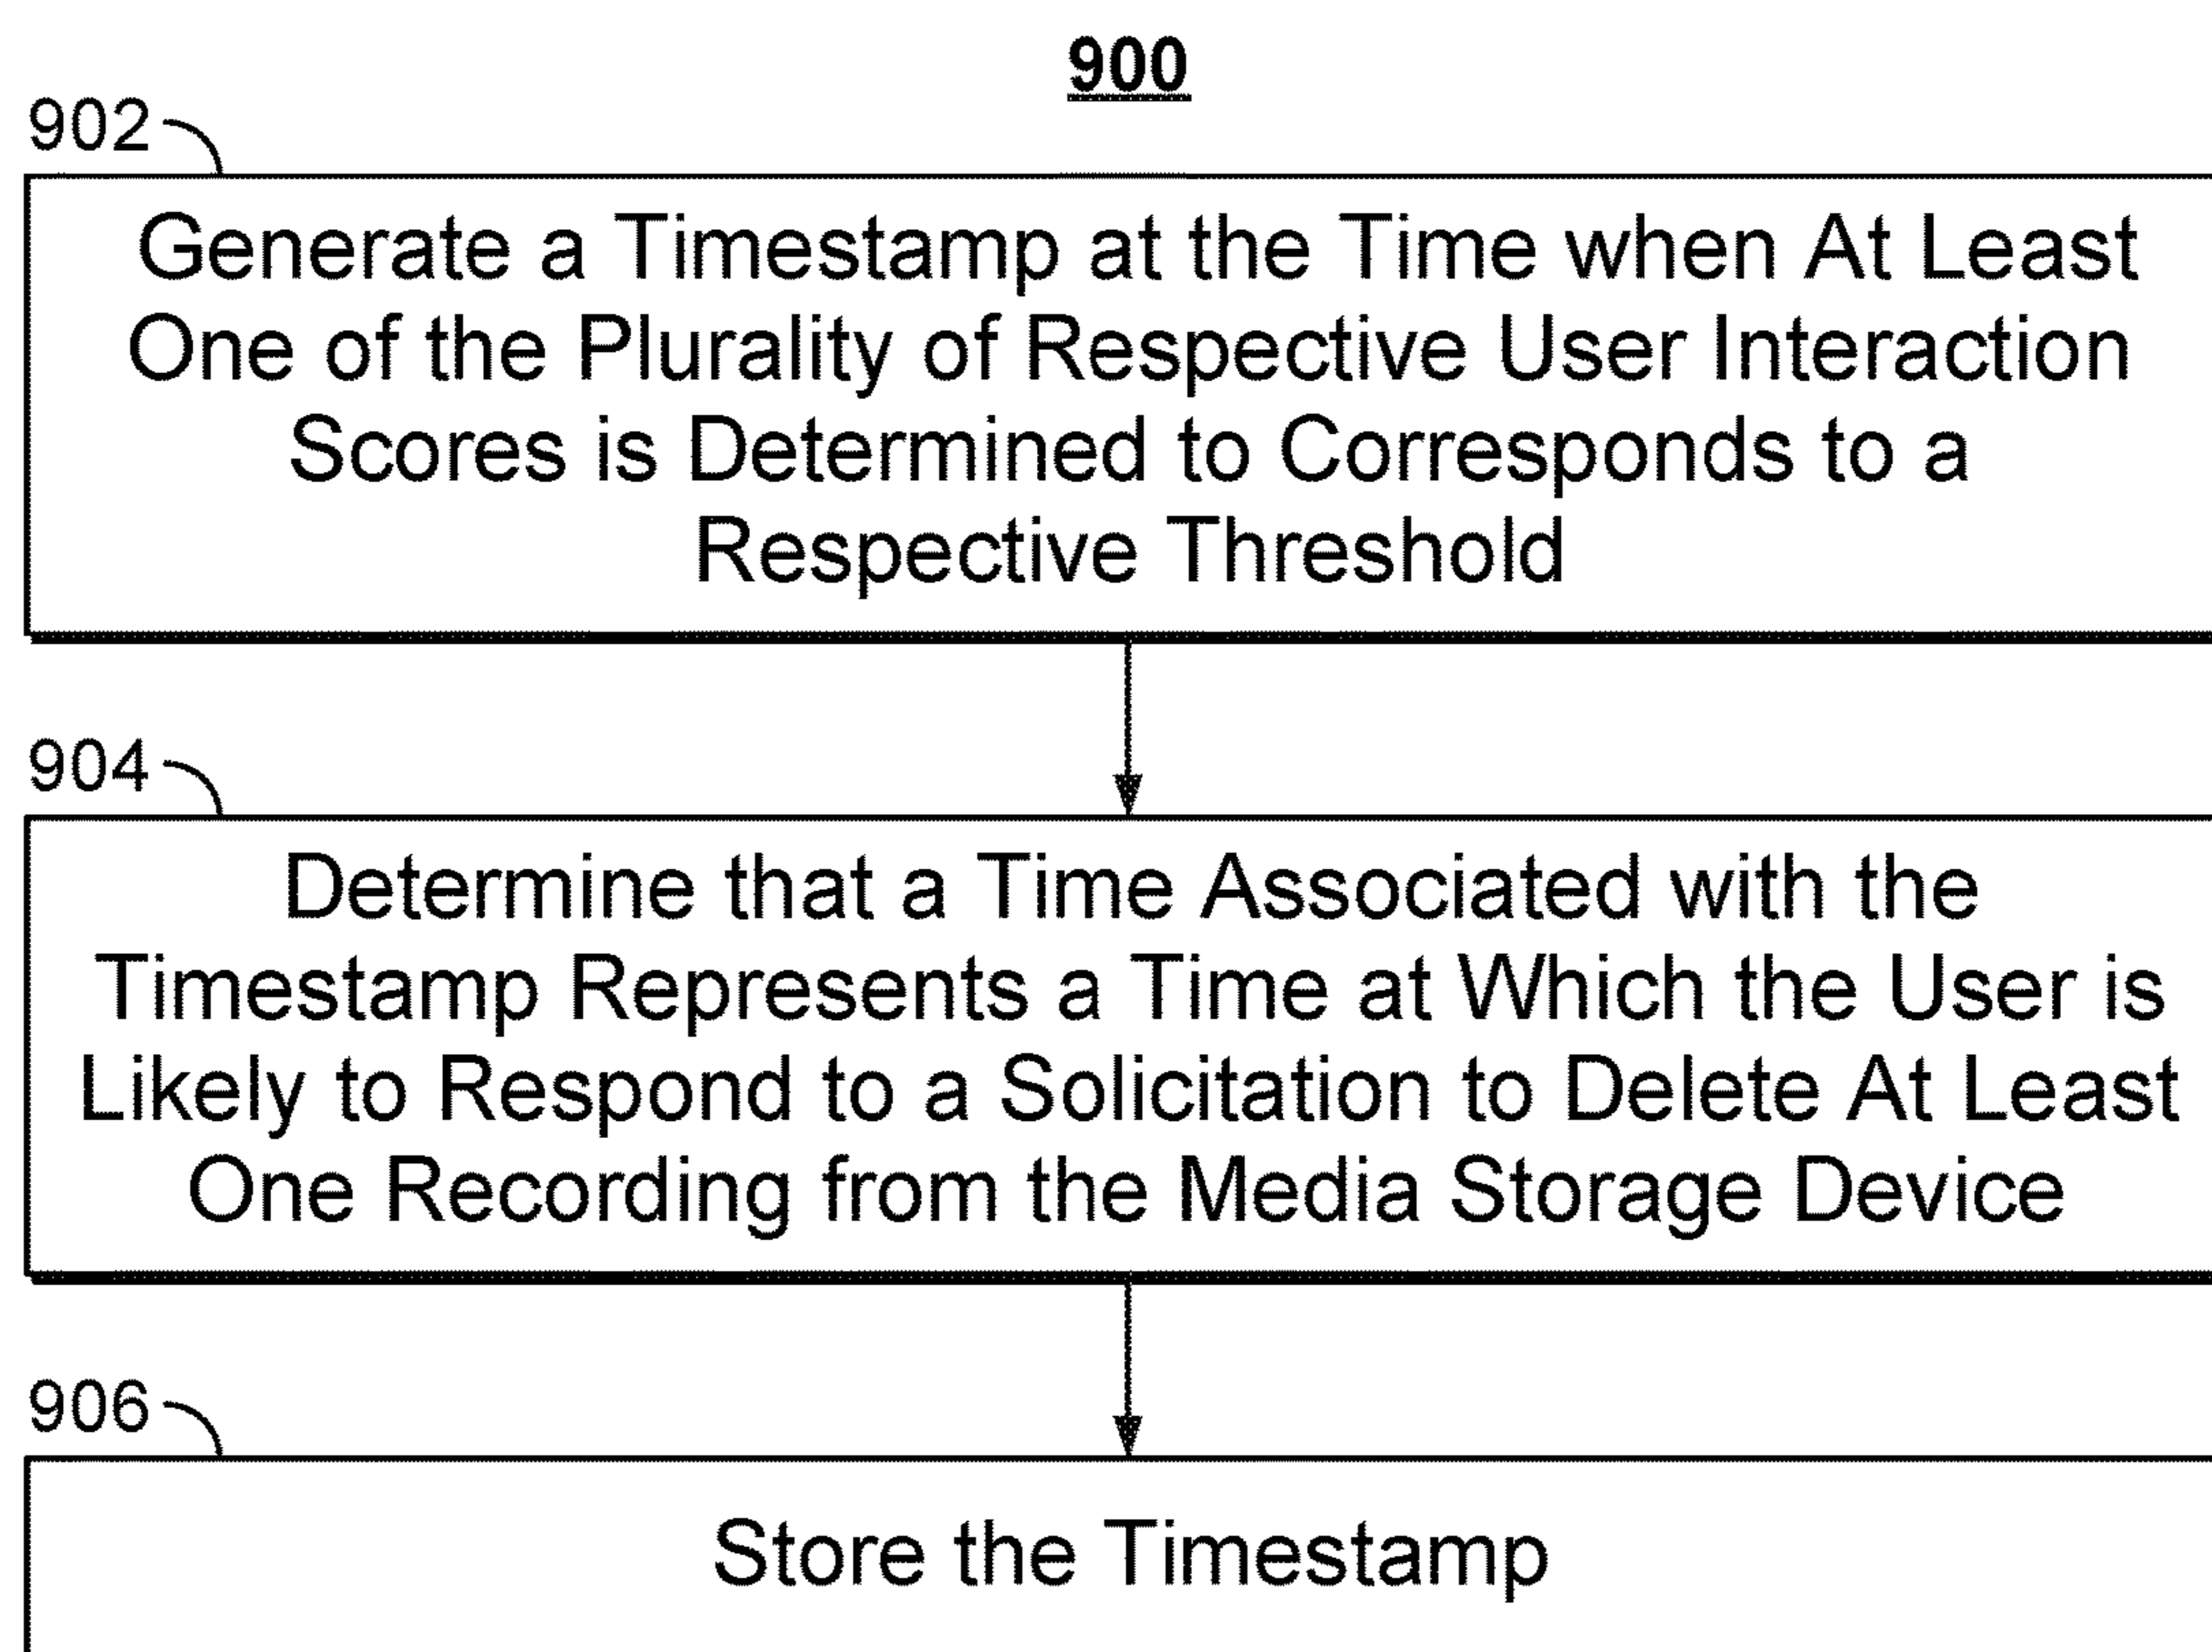 900
902
Generate a Timestamp at the Time when At Least
One of the Plurality of Respective User Interaction
Scores is Determined to Corresponds to a
Respective Threshold
904
Determine that a Time Associated with the
Timestamp Represents a Time at Which the User is
Likely to Respond to a Solicitation to Delete At Least
One Recording from the Media Storage Device
906
Store the Timestamp